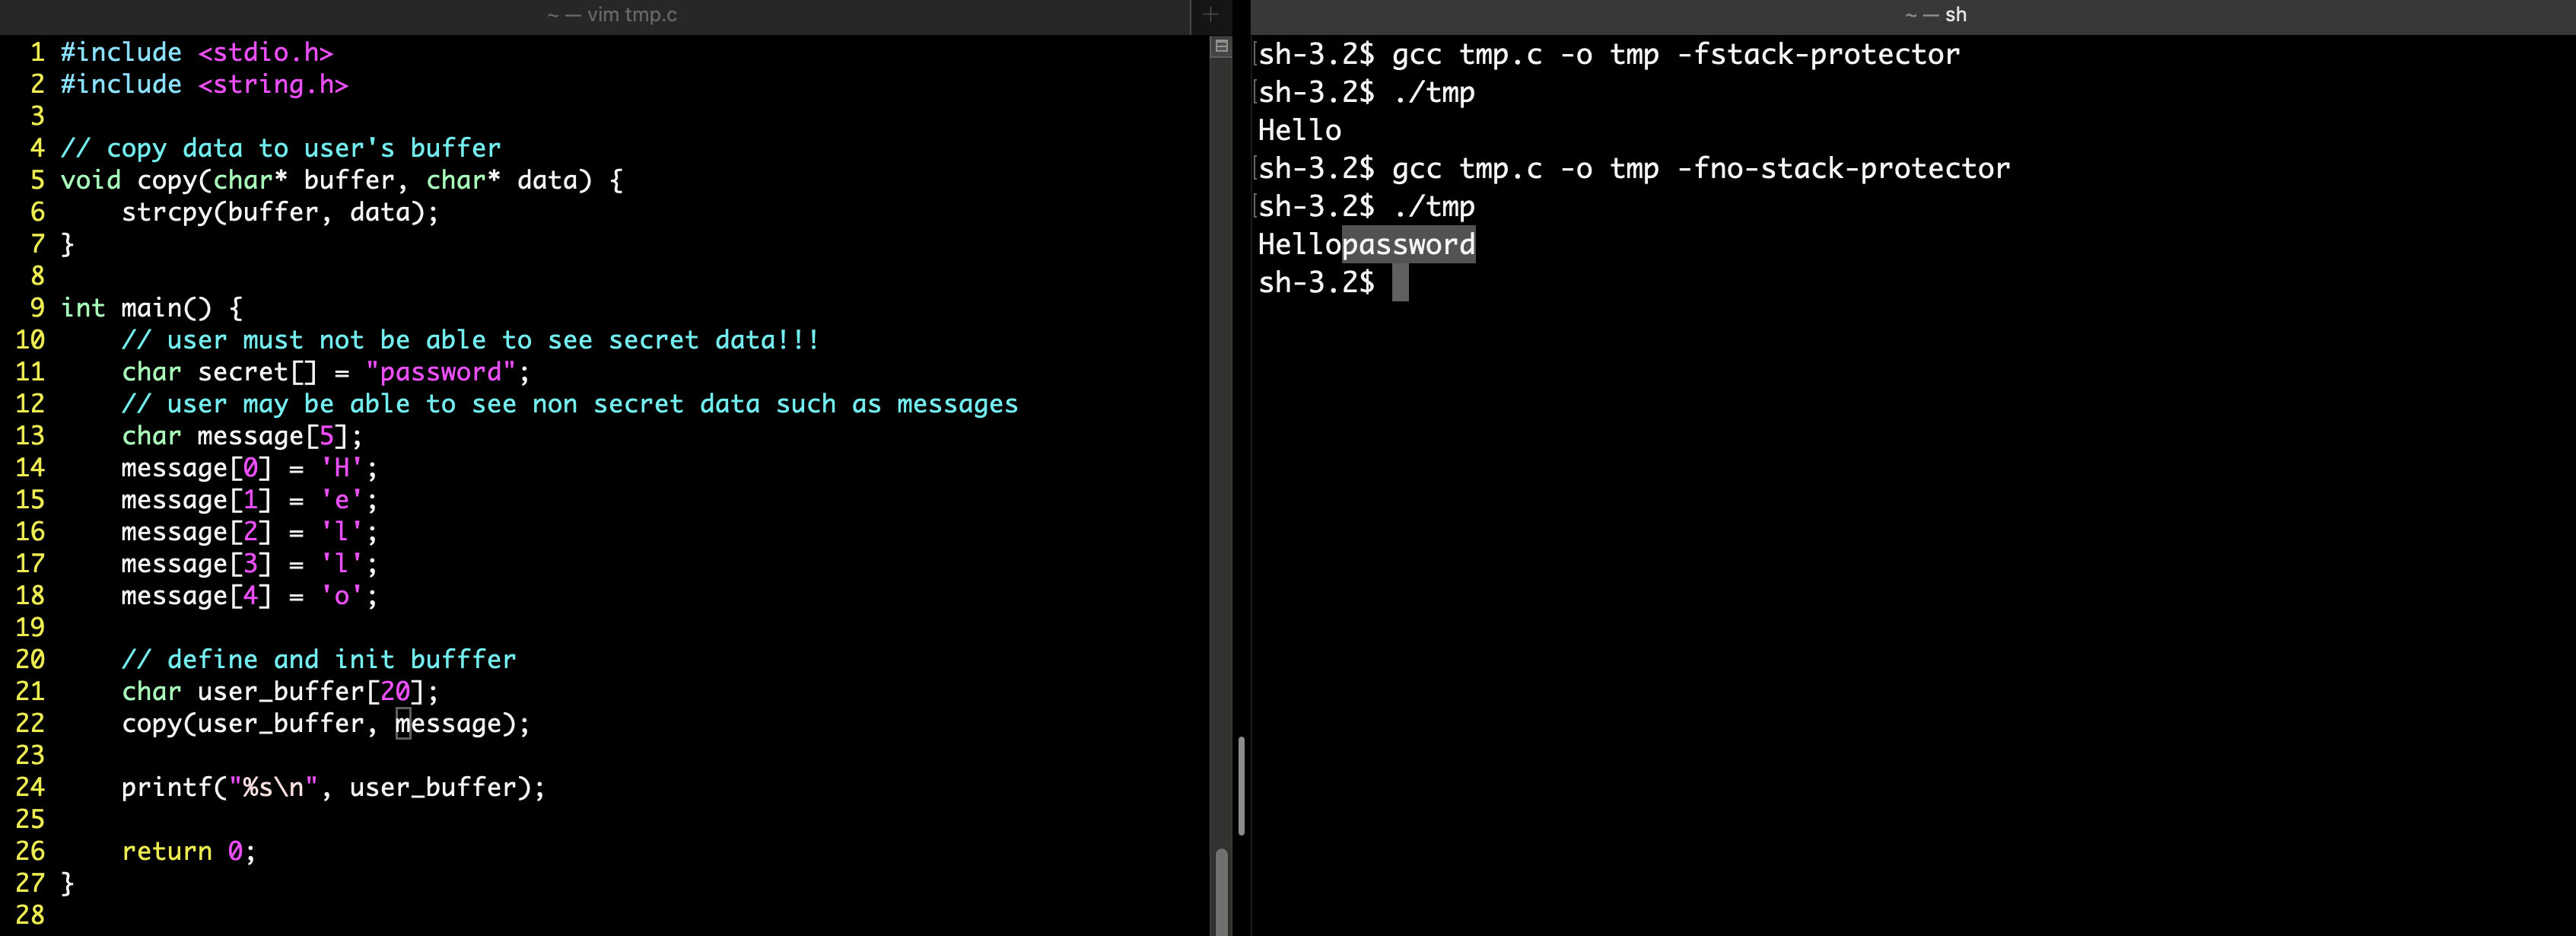 ~ — vim tmp.c
1 #include <stdio.h>
2 #include <string.h>
3
4 // copy data to user's buffer
5 void copy(char* buffer, char* data) {
6     strcpy(buffer, data);
7 }
8
9 int main() {
10     // user must not be able to see secret data!!!
11     char secret[] = "password";
12     // user may be able to see non secret data such as messages
13     char message[5];
14     message[0] = 'H';
15     message[1] = 'e';
16     message[2] = 'l';
17     message[3] = 'l';
18     message[4] = 'o';
19
20     // define and init bufffer
21     char user_buffer[20];
22     copy(user_buffer, message);
23
24     printf("%s\n", user_buffer);
25
26     return 0;
27 }
28
~ — sh
sh-3.2$ gcc tmp.c -o tmp -fstack-protector
sh-3.2$ ./tmp
Hello
sh-3.2$ gcc tmp.c -o tmp -fno-stack-protector
sh-3.2$ ./tmp
Hellopassword
sh-3.2$